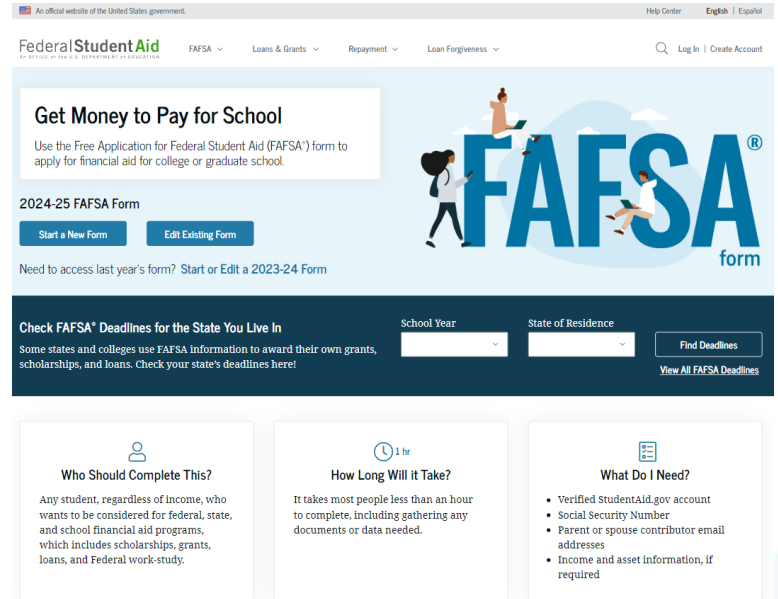 An official website of the United States government.
Help Center English | Español
Federal Student Aid
An OFFICE of the U.S. DEPARTMENT of EDUCATION
FAFSA Loans & Grants Repayment Loan Forgiveness
Log In | Create Account
Get Money to Pay for School
Use the Free Application for Federal Student Aid (FAFSA®) form to
apply for financial aid for college or graduate school.
FAFSA®
form
2024-25 FAFSA Form
Start a New Form Edit Existing Form
Need to access last year's form? Start or Edit a 2023-24 Form
Check FAFSA® Deadlines for the State You Live In
Some states and colleges use FAFSA information to award their own grants,
scholarships, and loans. Check your state's deadlines here!
School Year
State of Residence
Find Deadlines
View All FAFSA Deadlines
Who Should Complete This?
Any student, regardless of income, who
wants to be considered for federal, state,
and school financial aid programs,
which includes scholarships, grants,
loans, and Federal work-study.
1 hr
How Long Will it Take?
It takes most people less than an hour
to complete, including gathering any
documents or data needed.
What Do I Need?
• Verified StudentAid.gov account
• Social Security Number
• Parent or spouse contributor email
addresses
• Income and asset information, if
required